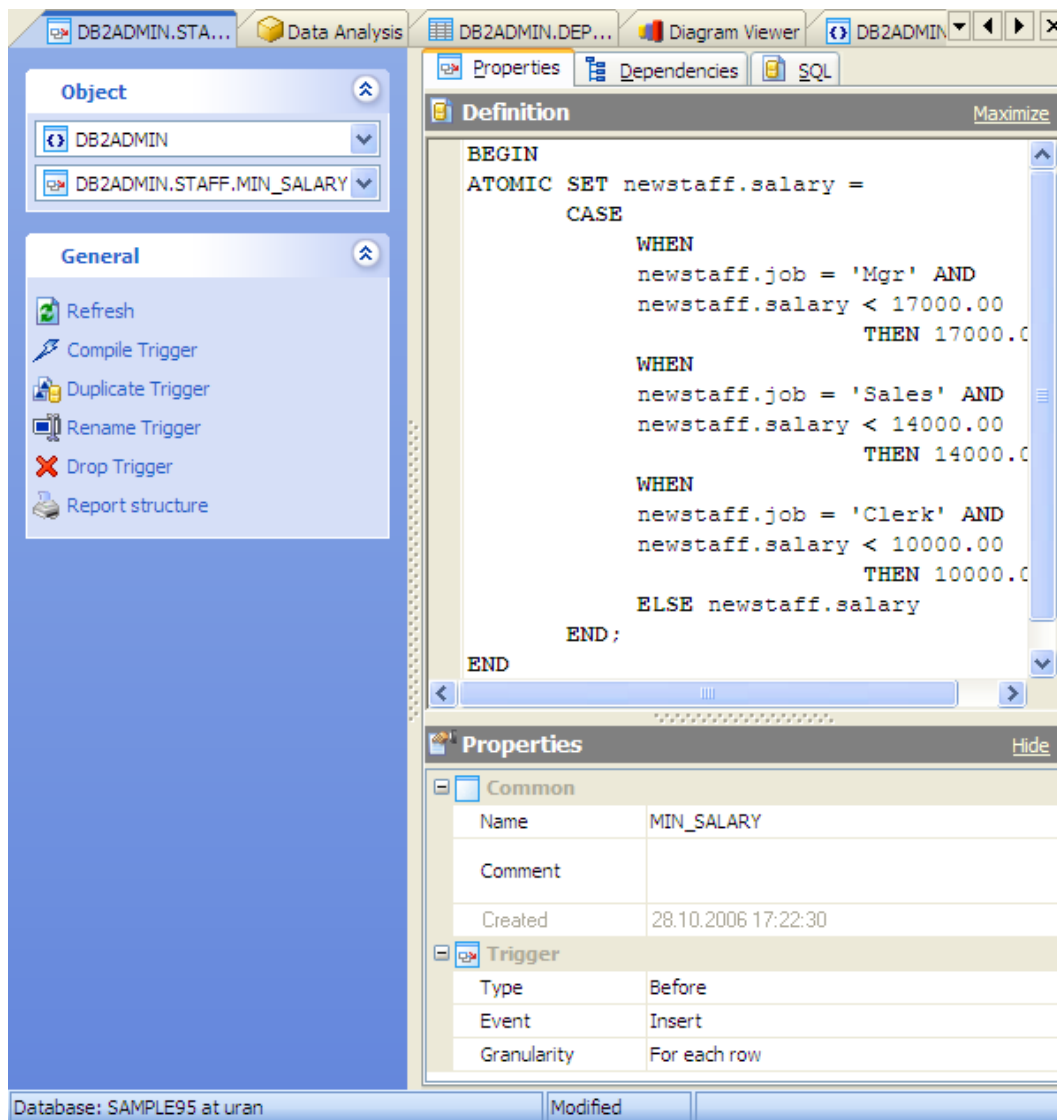 DB2ADMIN.STA...
Data Analysis
DB2ADMIN.DEP...
Diagram Viewer
DB2ADMIN
Object
DB2ADMIN
DB2ADMIN.STAFF.MIN_SALARY
General
Refresh
Compile Trigger
Duplicate Trigger
Rename Trigger
Drop Trigger
Report structure
Properties
Dependencies
SQL
Definition
Maximize
BEGIN
ATOMIC SET newstaff.salary =
CASE
WHEN
newstaff.job = 'Mgr' AND
newstaff.salary < 17000.00
THEN 17000.0
WHEN
newstaff.job = 'Sales' AND
newstaff.salary < 14000.00
THEN 14000.0
WHEN
newstaff.job = 'Clerk' AND
newstaff.salary < 10000.00
THEN 10000.0
ELSE newstaff.salary
END;
END
Properties
Hide
Common
Name MIN_SALARY
Comment
Created 28.10.2006 17:22:30
Trigger
Type Before
Event Insert
Granularity For each row
Database: SAMPLE95 at uran
Modified